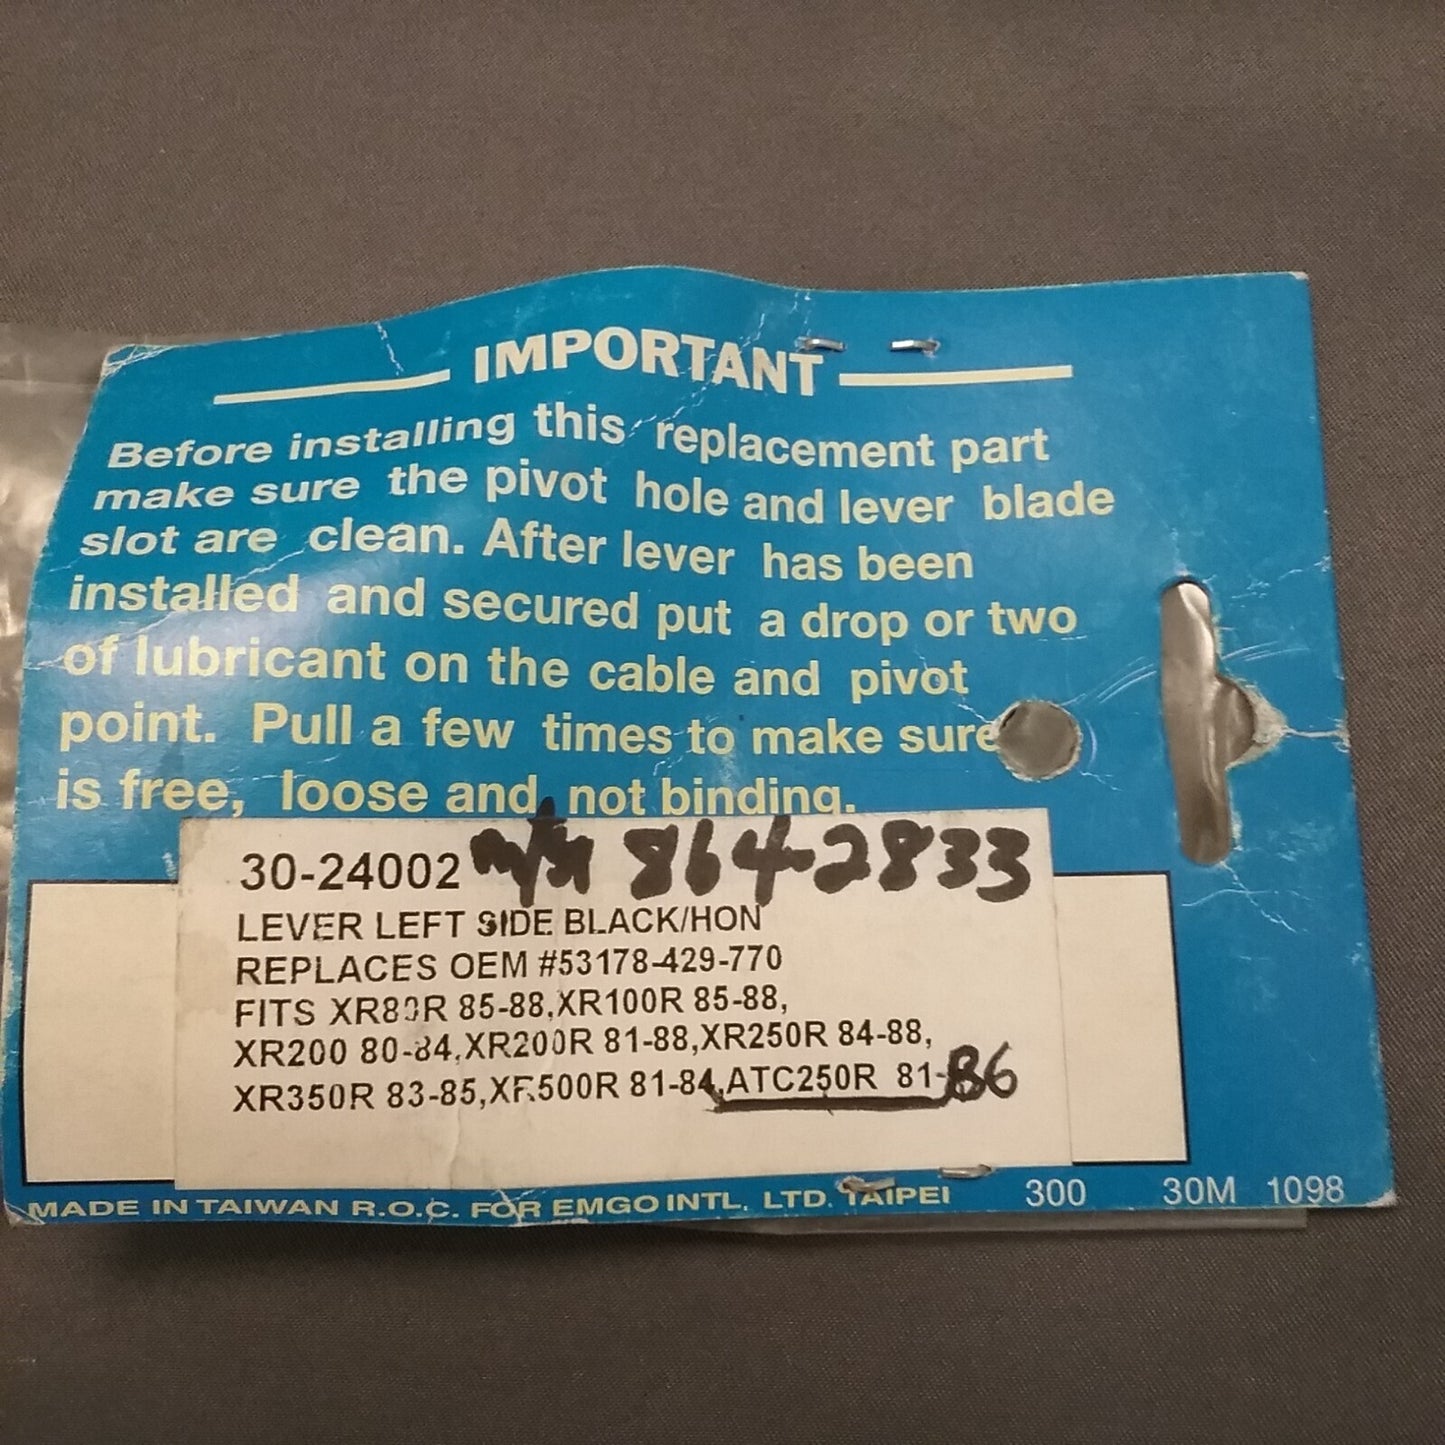 IMPORTANT
Before installing this replacement part
make sure the pivot hole and lever blade
slot are clean. After lever has been
installed and secured put a drop or two
of lubricant on the cable and pivot
point. Pull a few times to make sure
is free, loose and not binding.
30-24002 864-2833
LEVER LEFT SIDE BLACK/HON
REPLACES OEM #53178-429-770
FITS XR80R 85-88,XR100R 85-88,
XR200 80-84,XR200R 81-88,XR250R 84-88,
XR350R 83-85,XR500R 81-84,ATC250R 81-86
MADE IN TAIWAN R.O.C. FOR EMGO INTL, LTD. TAIPEI 300 30M 1098